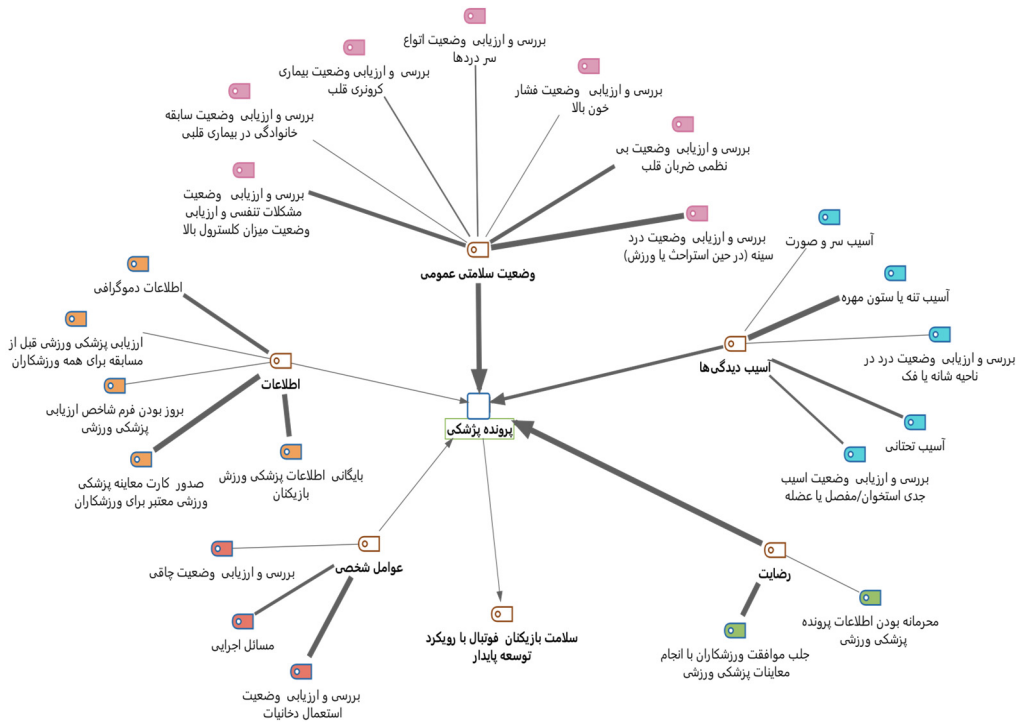 بررسی و ارزیابی وضعیت اتواع
سر دردها
بررسی و ارزیابی وضعیت بیماری
کرونری قلب
بررسی و ارزیابی وضعیت فشار
خون بالا
بررسی و ارزیابی وضعیت سابقه
خانوادگی در بیماری قلبی
بررسی و ارزیابی وضعیت بی
نظمی ضربان قلب
بررسی و ارزیابی وضعیت
مشکلات تنفسی و ارزیابی
وضعیت میزان کلسترول بالا
بررسی و ارزیابی وضعیت درد
سینه (در حین استراحث یا ورزش)
وضعیت سلامتی عمومی
آسیب سر و صورت
آسیب تنه یا ستون مهره
بررسی و ارزیابی وضعیت درد در
ناحیه شانه یا فک
آسیب دیدگی‌ها
آسیب تحتانی
بررسی و ارزیابی وضعیت اسیب
جدی استخوان/مفصل یا عضله
اطلاعات دموگرافی
ارزیابی پزشکی ورزشی قبل از
مسابقه برای همه ورزشکاران
اطلاعات
بروز بودن فرم شاخص ارزیابی
پزشکی ورزشی
صدور کارت معاینه پزشکی
ورزشی معتبر برای ورزشکاران
بایگانی اطلاعات پزشکی ورزش
بازیکنان
پرونده پژشکی
عوامل شخصی
بررسی و ارزیابی وضعیت چاقی
مسائل اجرایی
بررسی و ارزیابی وضعیت
استعمال دخانیات
سلامت بازیکنان فوتبال با رویکرد
توسعه پایدار
رضایت
محرمانه بودن اطلاعات پرونده
پزشکی ورزشی
جلب موافقت ورزشکاران با انجام
معاینات پزشکی ورزشی